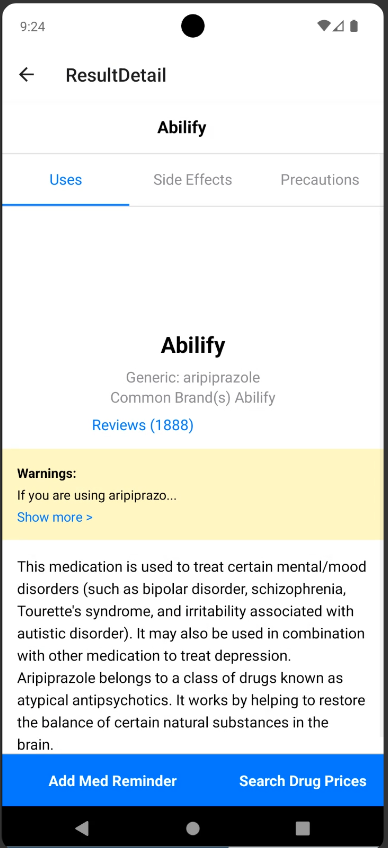 9:24
ResultDetail
Abilify
Uses
Side Effects
Precautions
Abilify
Generic: aripiprazole
Common Brand(s) Abilify
Reviews (1888)
Warnings:
If you are using aripiprazo...
Show more >
This medication is used to treat certain mental/mood
disorders (such as bipolar disorder, schizophrenia,
Tourette's syndrome, and irritability associated with
autistic disorder). It may also be used in combination
with other medication to treat depression.
Aripiprazole belongs to a class of drugs known as
atypical antipsychotics. It works by helping to restore
the balance of certain natural substances in the
brain.
Add Med Reminder
Search Drug Prices